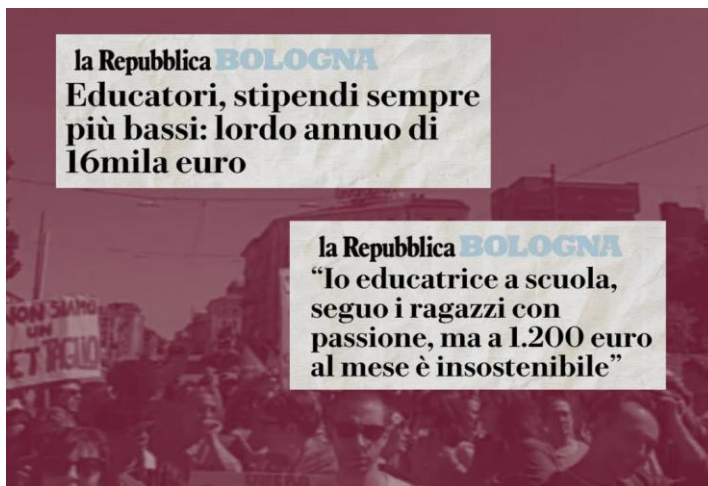 la Repubblica BOLOGNA
Educatori, stipendi sempre
più bassi: lordo annuo di
16mila euro
la Repubblica BOLOGNA
“Io educatrice a scuola,
seguo i ragazzi con
passione, ma a 1.200 euro
al mese è insostenibile”
NON SIAMO
UN